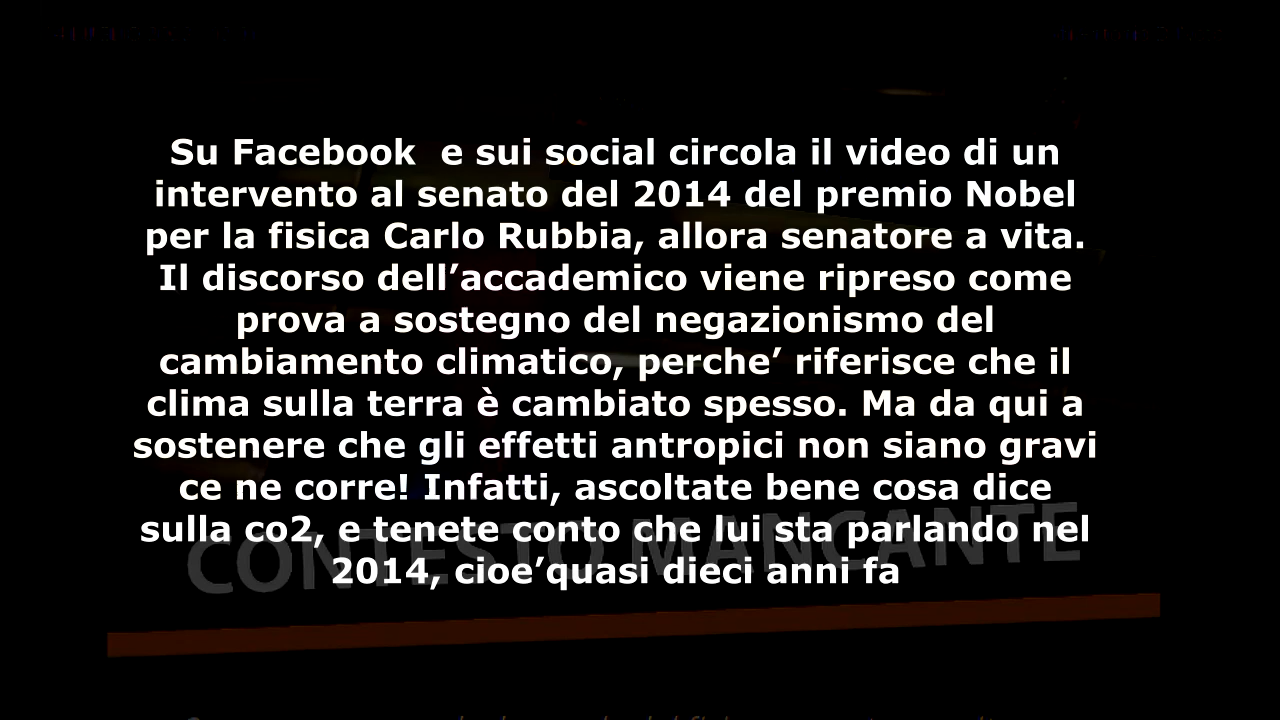 Su Facebook  e sui social circola il video di un
intervento al senato del 2014 del premio Nobel
per la fisica Carlo Rubbia, allora senatore a vita.
Il discorso dell’accademico viene ripreso come
prova a sostegno del negazionismo del
cambiamento climatico, perche’ riferisce che il
clima sulla terra è cambiato spesso. Ma da qui a
sostenere che gli effetti antropici non siano gravi
ce ne corre! Infatti, ascoltate bene cosa dice
sulla co2, e tenete conto che lui sta parlando nel
2014, cioe’quasi dieci anni fa
CONTESTO MANCANTE